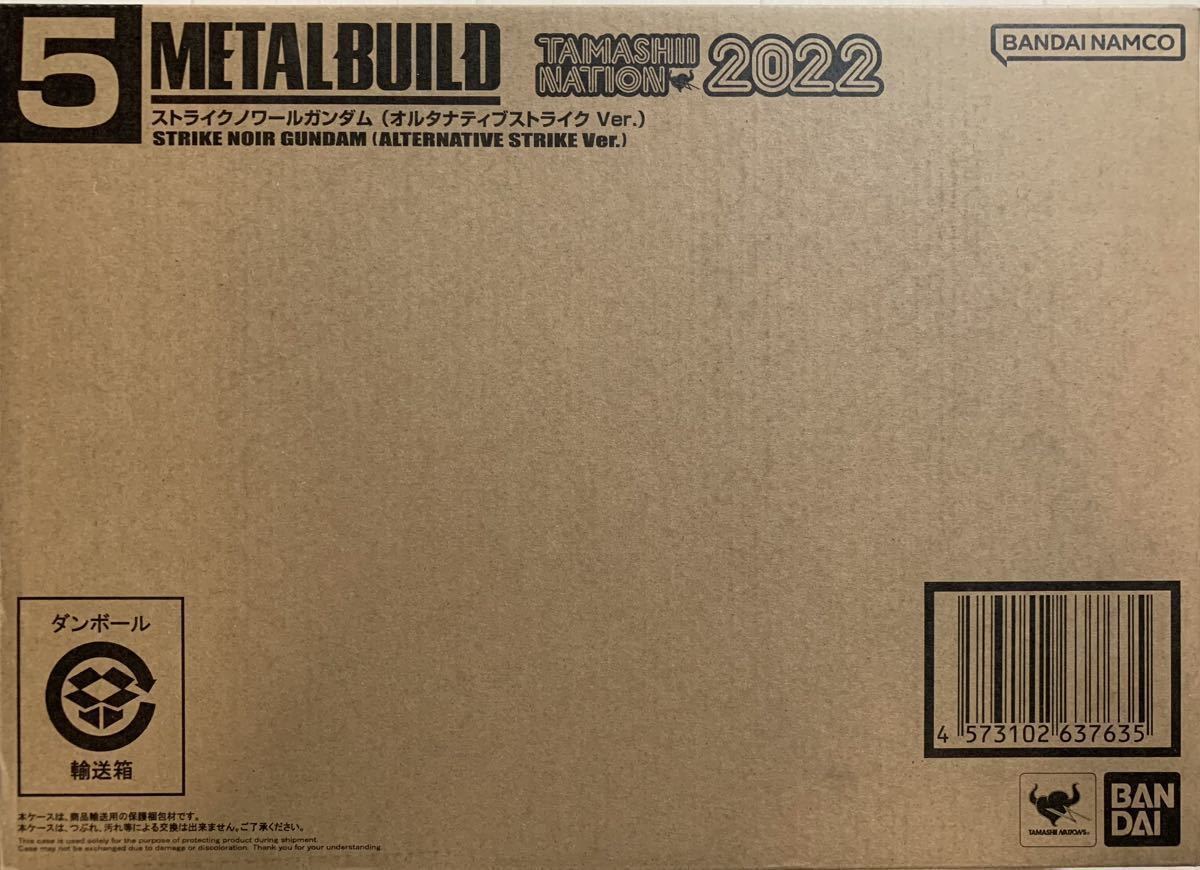 5
METAL BUILD
TAMASHII
NATION 2022
BANDAI NAMCO
ストライクノワールガンダム（オルタナティブストライク Ver.）
STRIKE NOIR GUNDAM (ALTERNATIVE STRIKE Ver.)
ダンボール
輸送箱
4 573102 637635
本ケースは、商品輸送用の保護梱包材です。
本ケースは、つぶれ、汚れ等による交換は出来ません。ご了承ください。
This case is used solely for the purpose of protecting product during shipment.
Case may not be exchanged due to damage or discoloration. Thank you for your understanding.
TAMASHII NATIONS
BAN
DAI